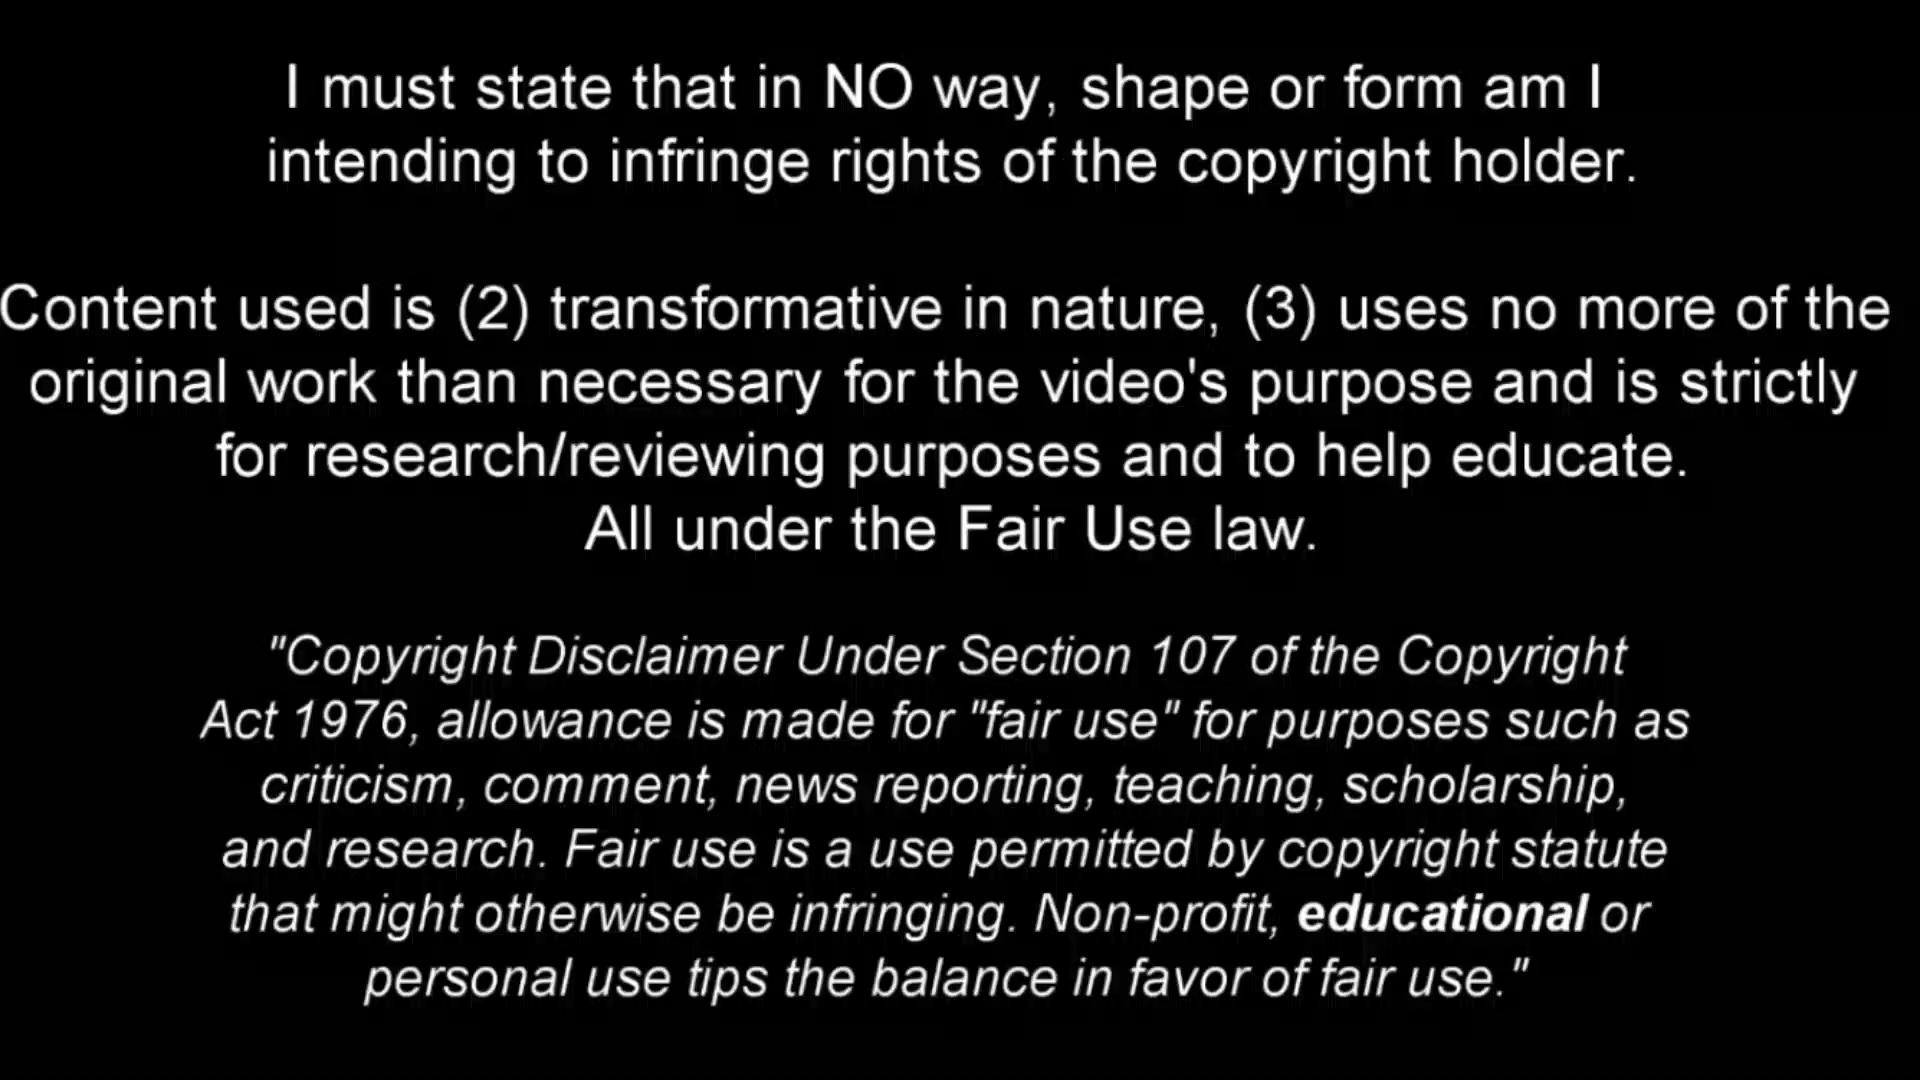 I must state that in NO way, shape or form am I
intending to infringe rights of the copyright holder.
Content used is (2) transformative in nature, (3) uses no more of the
original work than necessary for the video's purpose and is strictly
for research/reviewing purposes and to help educate.
All under the Fair Use law.
"Copyright Disclaimer Under Section 107 of the Copyright
Act 1976, allowance is made for "fair use" for purposes such as
criticism, comment, news reporting, teaching, scholarship,
and research. Fair use is a use permitted by copyright statute
that might otherwise be infringing. Non-profit, educational or
personal use tips the balance in favor of fair use."